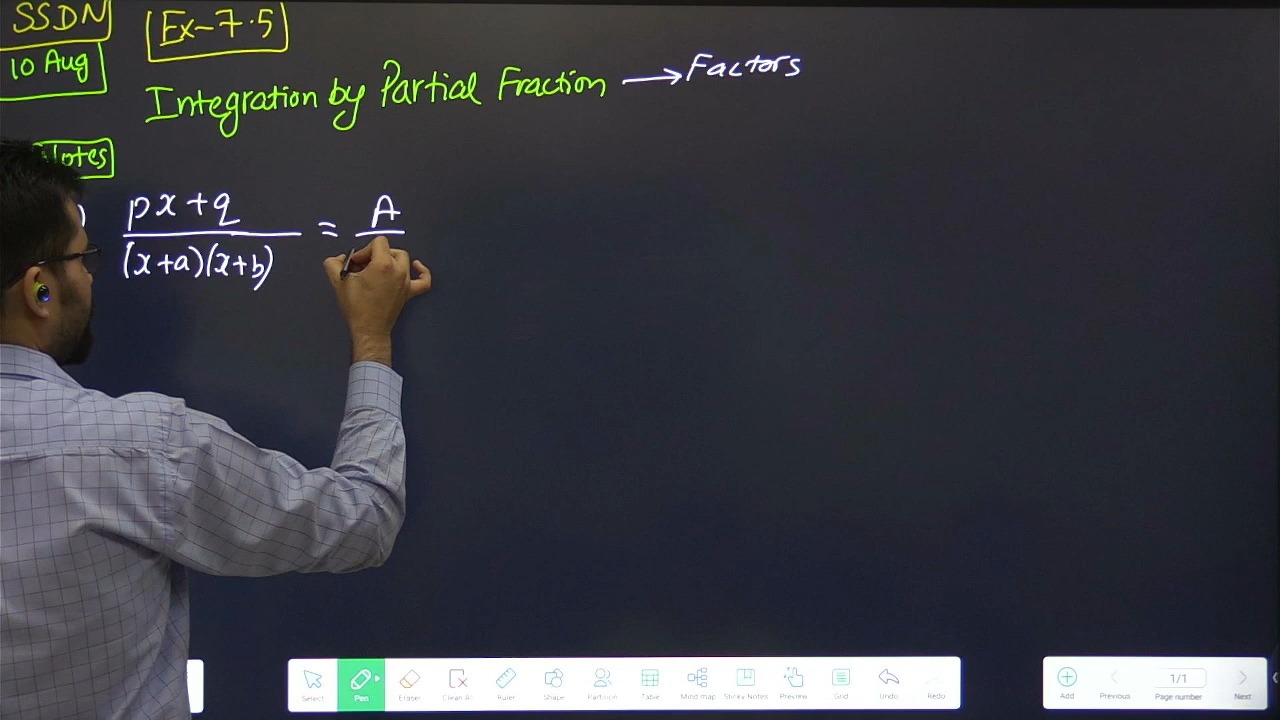 SSDN
Ex-7.5
10 Aug
Integration by Partial Fraction → Factors
Notes
) px+q / (x+a)(x+b) = A
Select
Pen
Eraser
Clean All
Ruler
Shape
Partition
Table
Mind map
Sticky Notes
Preview
Grid
Undo
Redo
Add
Previous
1/1
Page number
Next